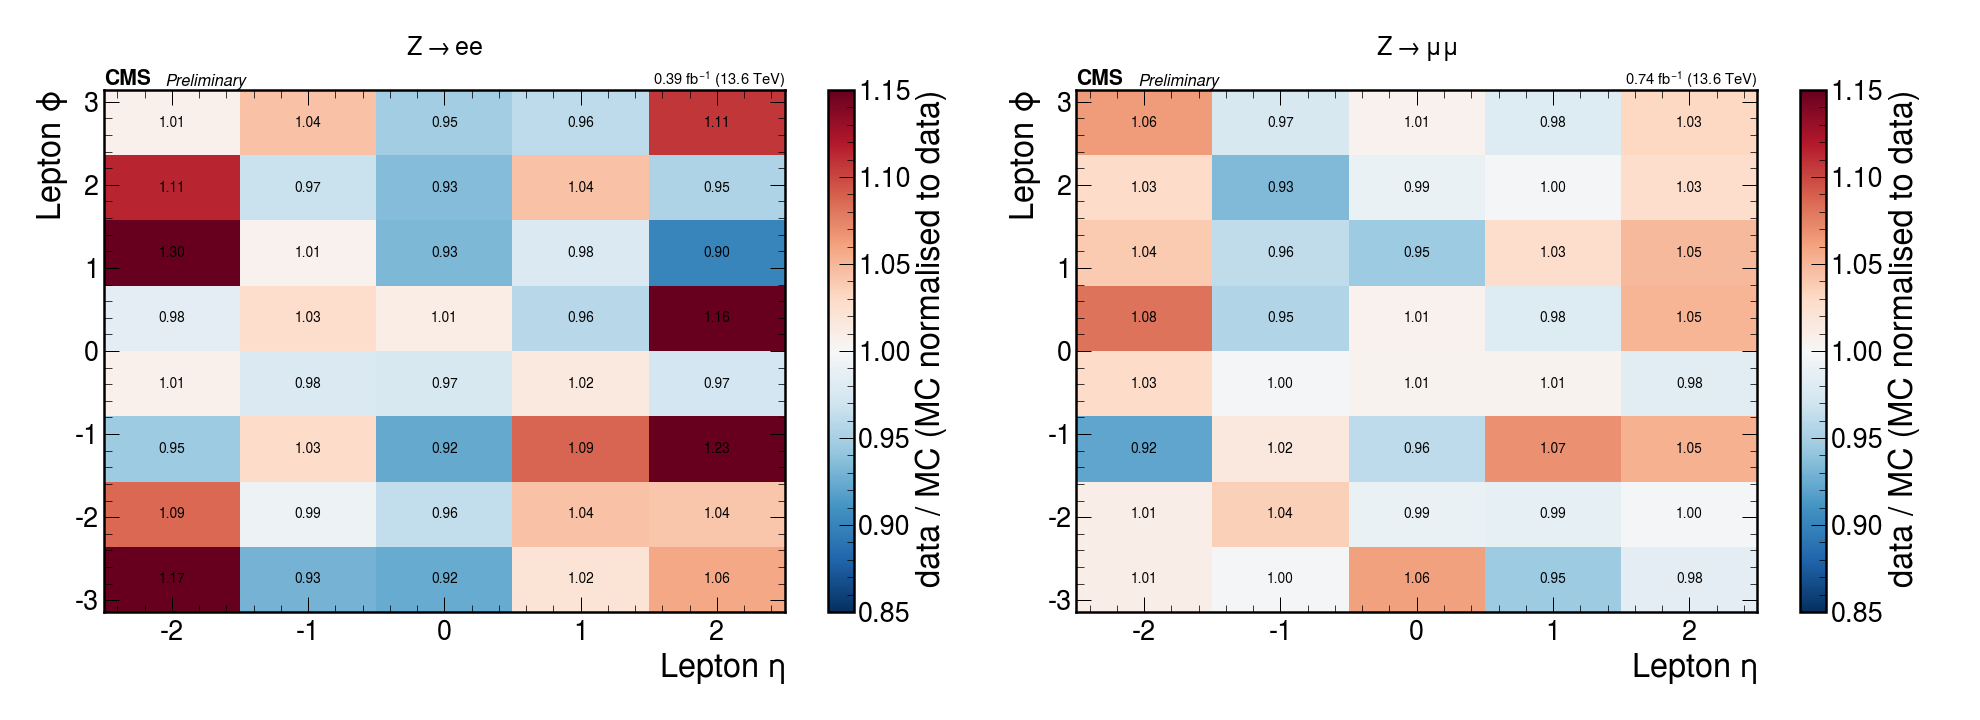 Z → ee
CMS Preliminary 0.39 fb⁻¹ (13.6 TeV)
Lepton ϕ
3
2
1
0
-1
-2
-3
1.01 1.04 0.95 0.96 1.11
1.11 0.97 0.93 1.04 0.95
1.30 1.01 0.93 0.98 0.90
0.98 1.03 1.01 0.96 1.16
1.01 0.98 0.97 1.02 0.97
0.95 1.03 0.92 1.09 1.23
1.09 0.99 0.96 1.04 1.04
1.17 0.93 0.92 1.02 1.06
-2 -1 0 1 2
Lepton η
1.15
1.10
1.05
1.00
0.95
0.90
0.85
data / MC (MC normalised to data)
Z → μμ
CMS Preliminary 0.74 fb⁻¹ (13.6 TeV)
Lepton ϕ
3
2
1
0
-1
-2
-3
1.06 0.97 1.01 0.98 1.03
1.03 0.93 0.99 1.00 1.03
1.04 0.96 0.95 1.03 1.05
1.08 0.95 1.01 0.98 1.05
1.03 1.00 1.01 1.01 0.98
0.92 1.02 0.96 1.07 1.05
1.01 1.04 0.99 0.99 1.00
1.01 1.00 1.06 0.95 0.98
-2 -1 0 1 2
Lepton η
1.15
1.10
1.05
1.00
0.95
0.90
0.85
data / MC (MC normalised to data)